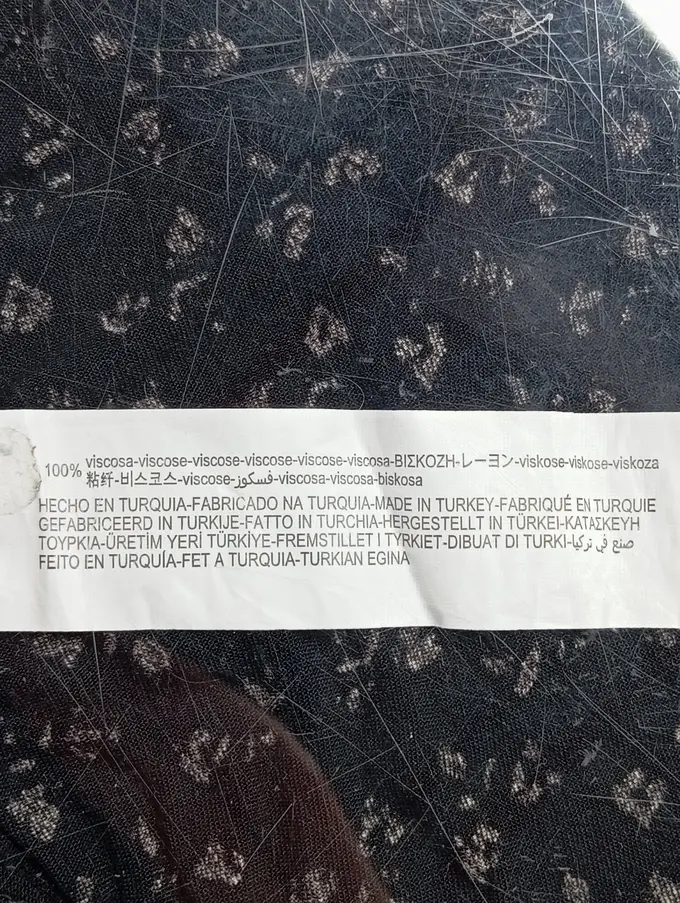 100% viscosa-viscose-viscose-viscose-viscose-viscosa-ΒΙΣΚΟΖΗ-レーヨン-viskose-viskose-viskoza
粘纤-비스코스-viscose-فسكوز-viscosa-viscosa-biskosa
HECHO EN TURQUIA-FABRICADO NA TURQUIA-MADE IN TURKEY-FABRIQUÉ EN TURQUIE
GEFABRICEERD IN TURKIJE-FATTO IN TURCHIA-HERGESTELLT IN TÜRKEI-ΚΑΤΑΣΚΕΥΗ
ΤΟΥΡΚΙΑ-ÜRETİM YERİ TÜRKİYE-FREMSTILLET I TYRKIET-DIBUAT DI TURKI-صنع في تركيا
FEITO EN TURQUÍA-FET A TURQUIA-TURKIAN EGINA